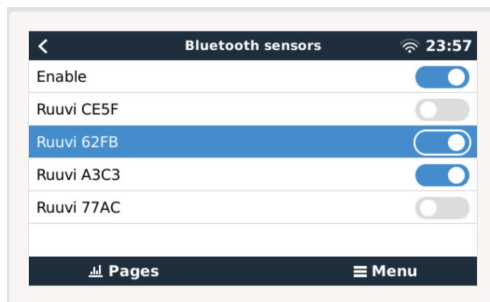 Bluetooth sensors 23:57
Enable
Ruuvi CE5F
Ruuvi 62FB
Ruuvi A3C3
Ruuvi 77AC
Pages Menu